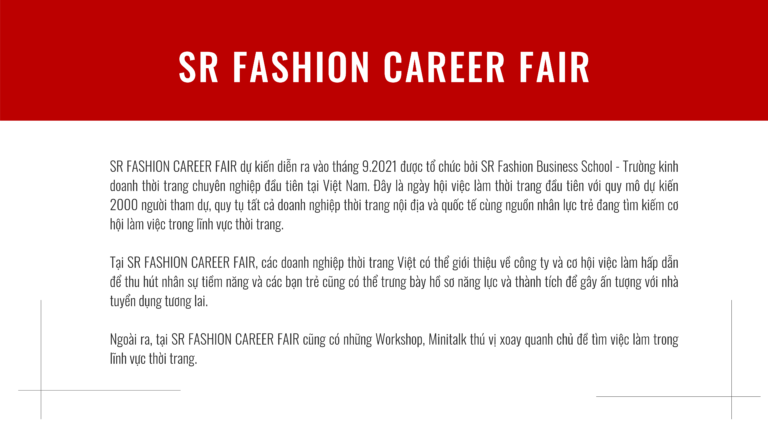 SR FASHION CAREER FAIR
SR FASHION CAREER FAIR dự kiến diễn ra vào tháng 9.2021 được tổ chức bởi SR Fashion Business School - Trường kinh
doanh thời trang chuyên nghiệp đầu tiên tại Việt Nam. Đây là ngày hội việc làm thời trang đầu tiên với quy mô dự kiến
2000 người tham dự, quy tụ tất cả doanh nghiệp thời trang nội địa và quốc tế cùng nguồn nhân lực trẻ đang tìm kiếm cơ
hội làm việc trong lĩnh vực thời trang.
Tại SR FASHION CAREER FAIR, các doanh nghiệp thời trang Việt có thể giới thiệu về công ty và cơ hội việc làm hấp dẫn
để thu hút nhân sự tiềm năng và các bạn trẻ cũng có thể trưng bày hồ sơ năng lực và thành tích để gây ấn tượng với nhà
tuyển dụng tương lai.
Ngoài ra, tại SR FASHION CAREER FAIR cũng có những Workshop, Minitalk thú vị xoay quanh chủ đề tìm việc làm trong
lĩnh vực thời trang.